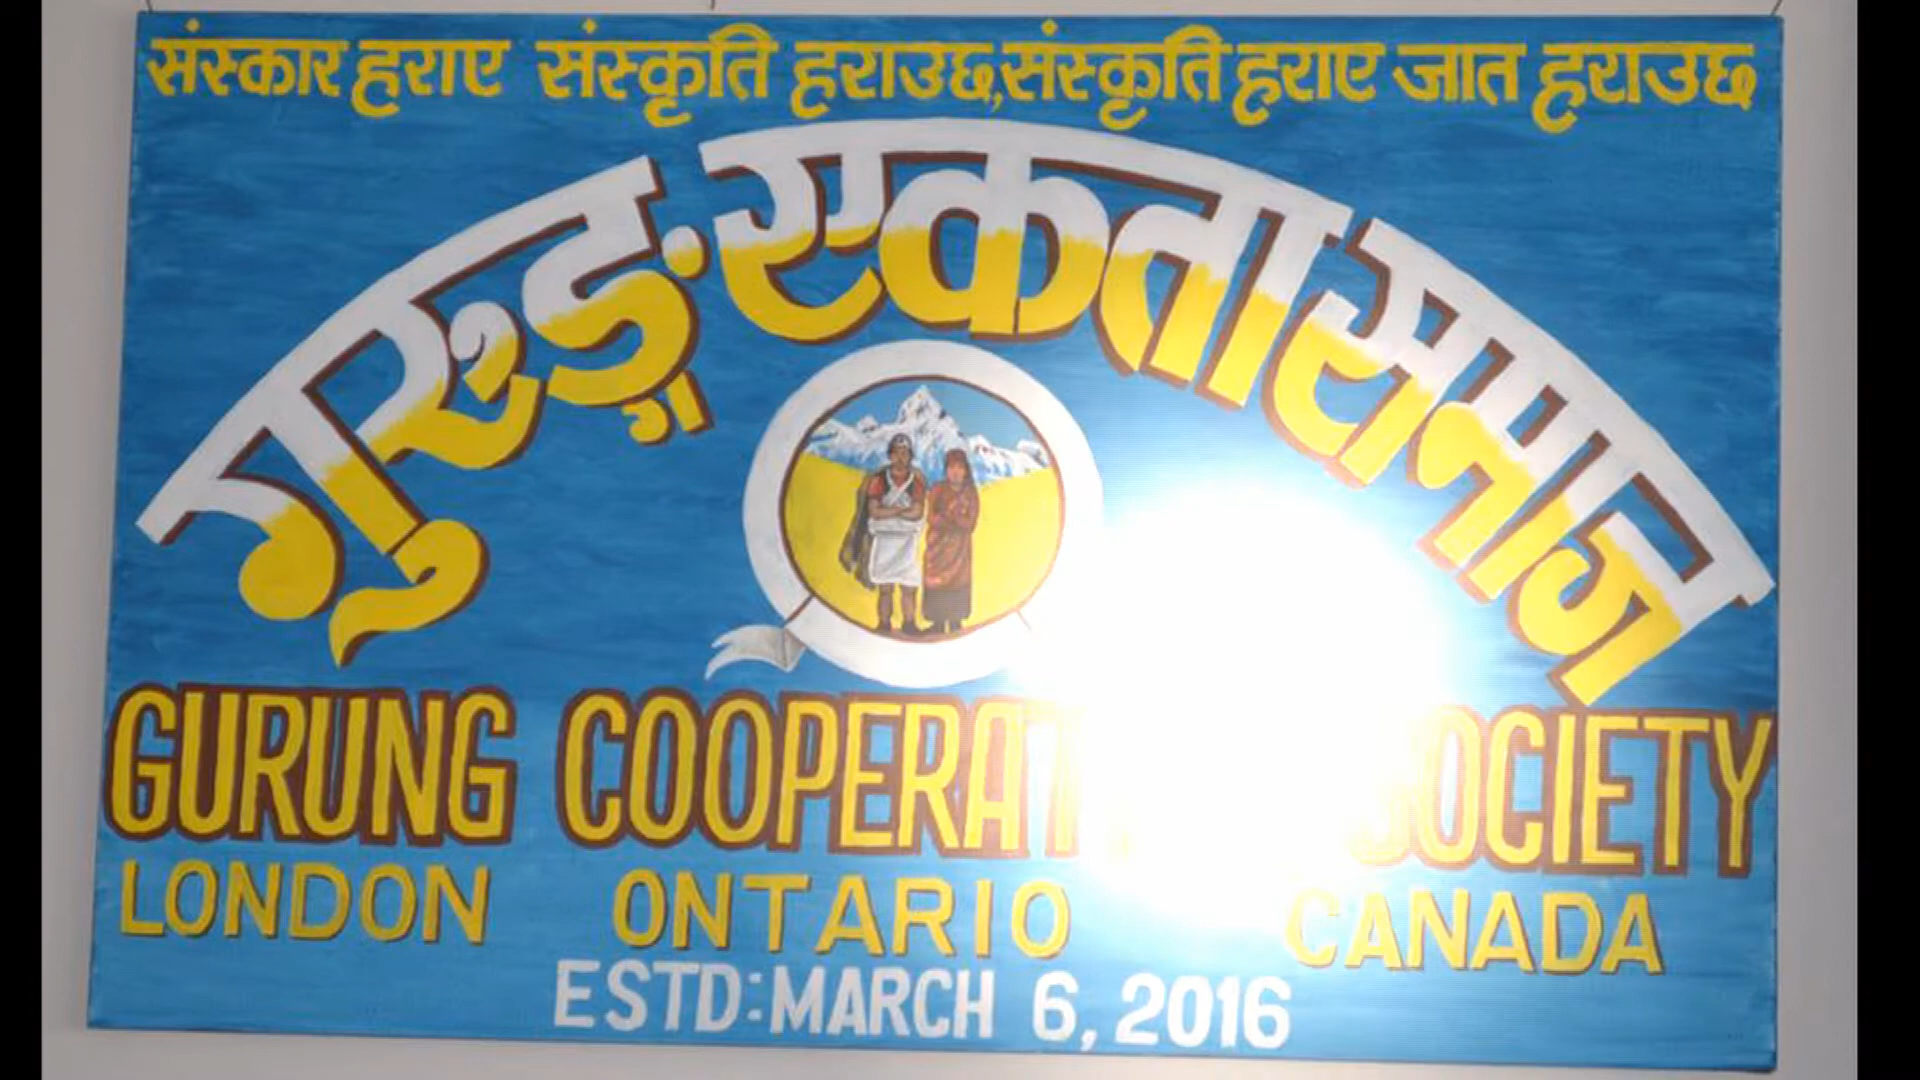 संस्कार हराए संस्कृति हराउछ,संस्कृति हराए जात हराउछ
गुरुङ्ग एकता समाज
GURUNG SOCIETY
LONDON ONTARIO CANADA
ESTD:MARCH 6, 2016